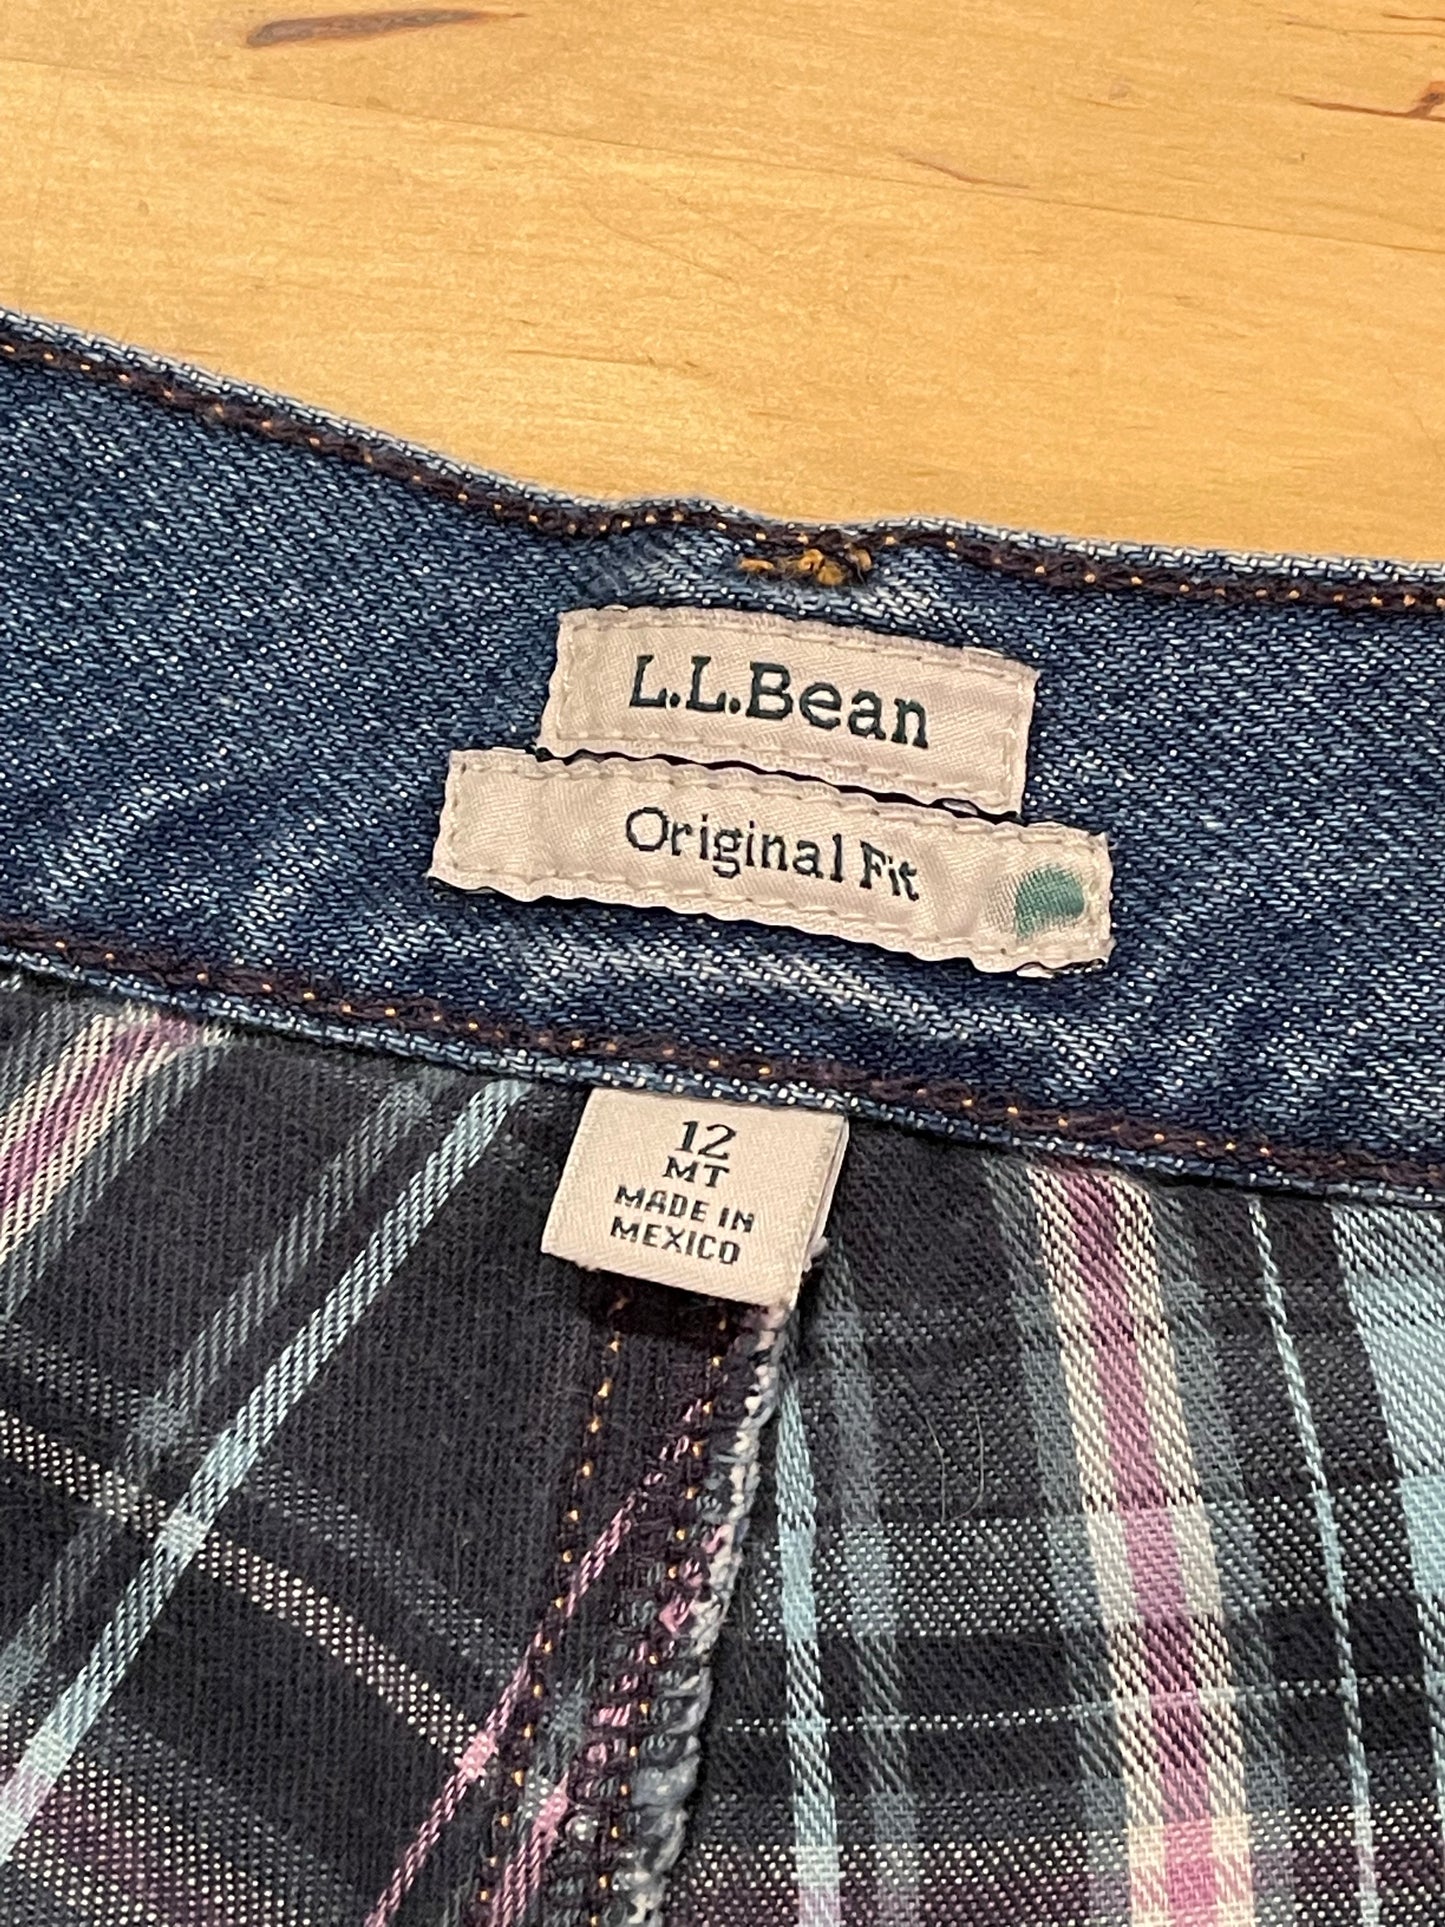 L.L.Bean
Original Fit
12
MT
MADE IN
MEXICO